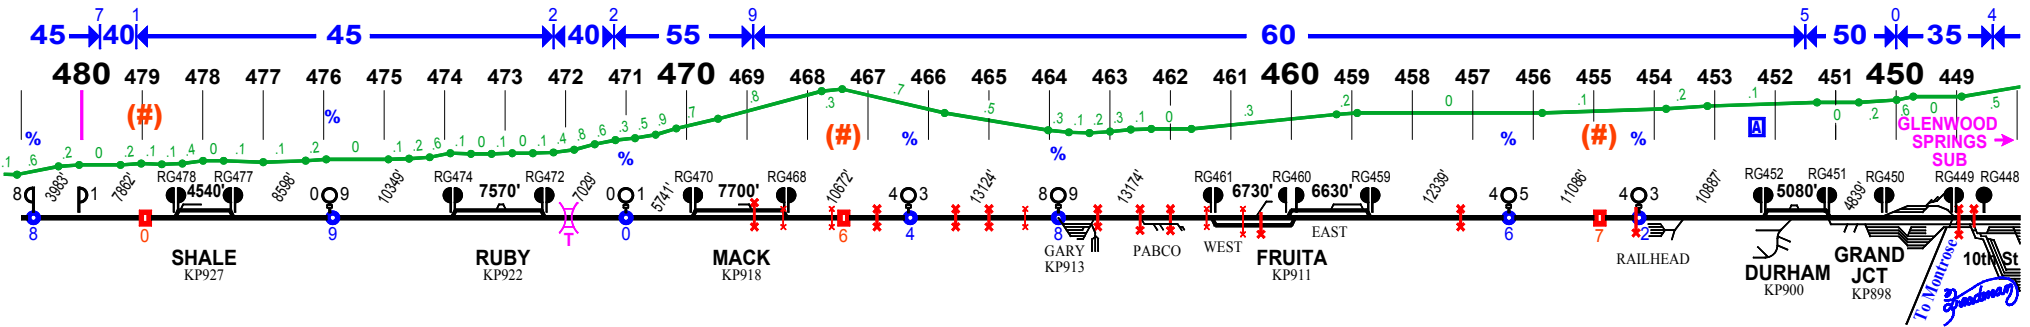 7 1 2 2 9 5 0 4
45 40 45 40 55 60 50 35
480 479 478 477 476 475 474 473 472 471 470 469 468 467 466 465 464 463 462 461 460 459 458 457 456 455 454 453 452 451 450 449
(#) % % (#) % % % (#) % A
.1 .6 .2 0 .2 .1 .1 .4 0 .1 .2 0 .1 .2 .6 .1 0 .1 0 .1 .4 .8 .6 .3 .5 .9 .7 .8 .3 .7 .5 .3 .1 .2 .3 .1 0 .3 .2 0 .1 .2 .1 0 .2 .6 0 .5
GLENWOOD
SPRINGS
SUB
8 1 RG478 RG477 0 9 RG474 RG472 0 1 RG470 RG468 4 3 8 9 RG461 RG460 RG459 4 5 4 3 RG452 RG451 RG450 RG449 RG448
3983' 7862' 4540' 8598' 10349' 7570' 7029' 5741' 7700' 10672' 13124' 13174' 6730' 6630' 12339' 11086' 10887' 5080' 4839'
8 0 9 T 0 6 4 8 6 7 2
SHALE
KP927
RUBY
KP922
MACK
KP918
GARY
KP913
PABCO
WEST
EAST
FRUITA
KP911
RAILHEAD
DURHAM
KP900
GRAND
JCT
KP898
To Montrose
10th St